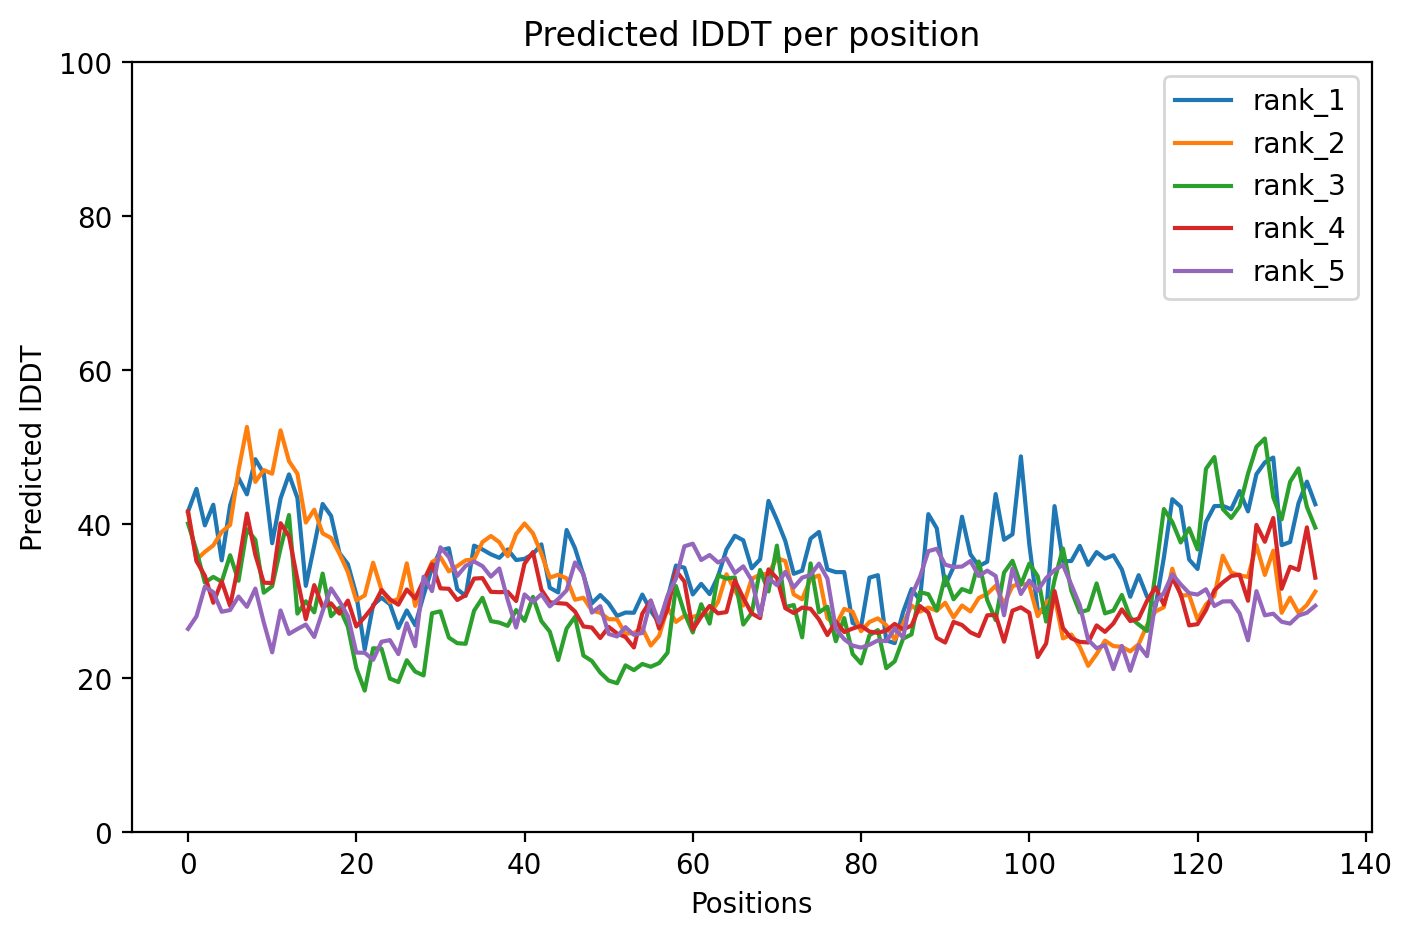 Predicted lDDT per position
100
80
60
40
20
0
Predicted lDDT
rank_1
rank_2
rank_3
rank_4
rank_5
0 20 40 60 80 100 120 140
Positions